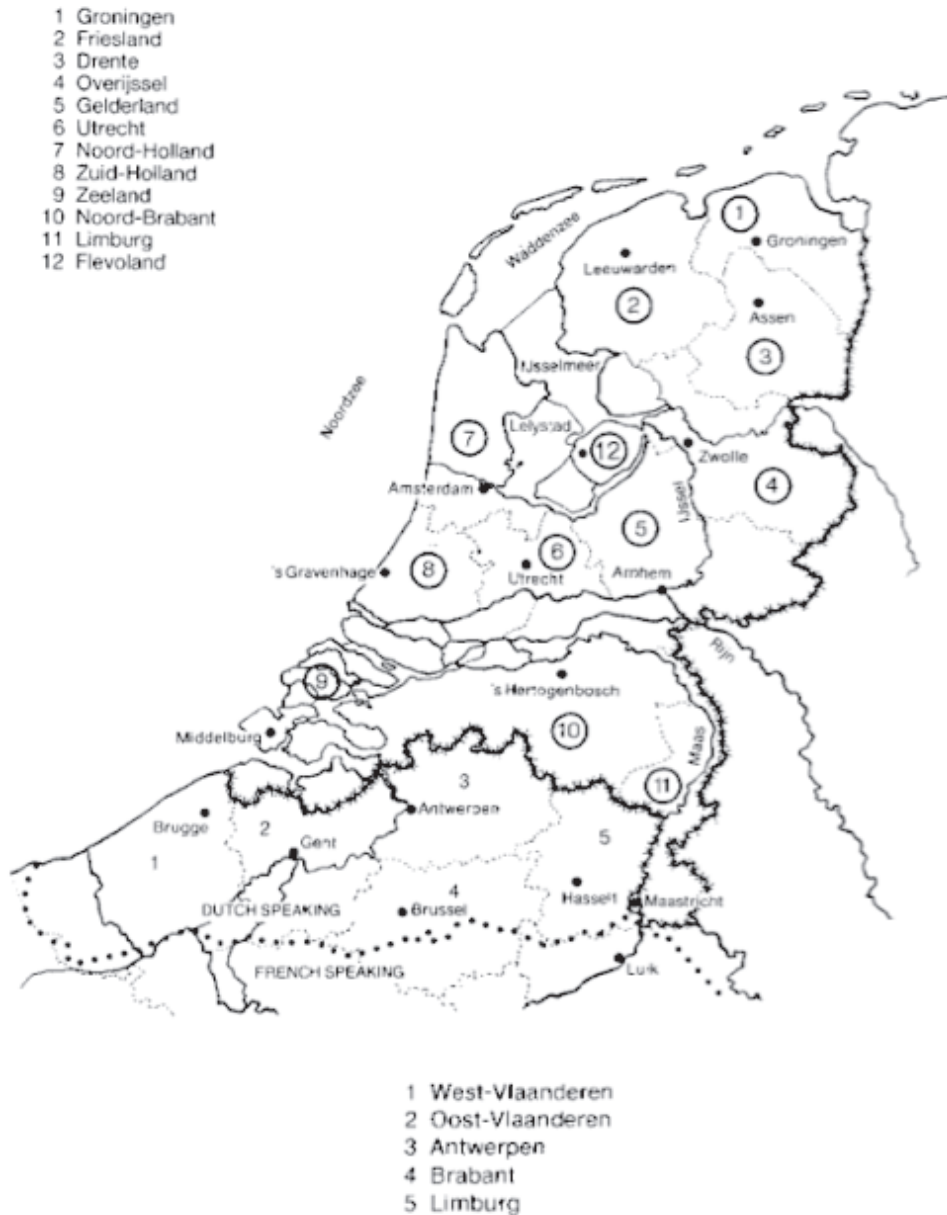 1 Groningen
2 Friesland
3 Drente
4 Overijssel
5 Gelderland
6 Utrecht
7 Noord-Holland
8 Zuid-Holland
9 Zeeland
10 Noord-Brabant
11 Limburg
12 Flevoland
Waddenzee
1
Groningen
Leeuwarden
2
Assen
3
Noordzee
IJsselmeer
7
Lelystad
12
Zwolle
4
Amsterdam
IJssel
5
6
's Gravenhage
8
Utrecht
Arnhem
Rijn
9
's Hertogenbosch
Middelburg
10
Maas
11
3
Antwerpen
Brugge
2
Gent
1
5
4
Hasselt
Maastricht
DUTCH SPEAKING
Brussel
FRENCH SPEAKING
Luik
1 West-Vlaanderen
2 Oost-Vlaanderen
3 Antwerpen
4 Brabant
5 Limburg